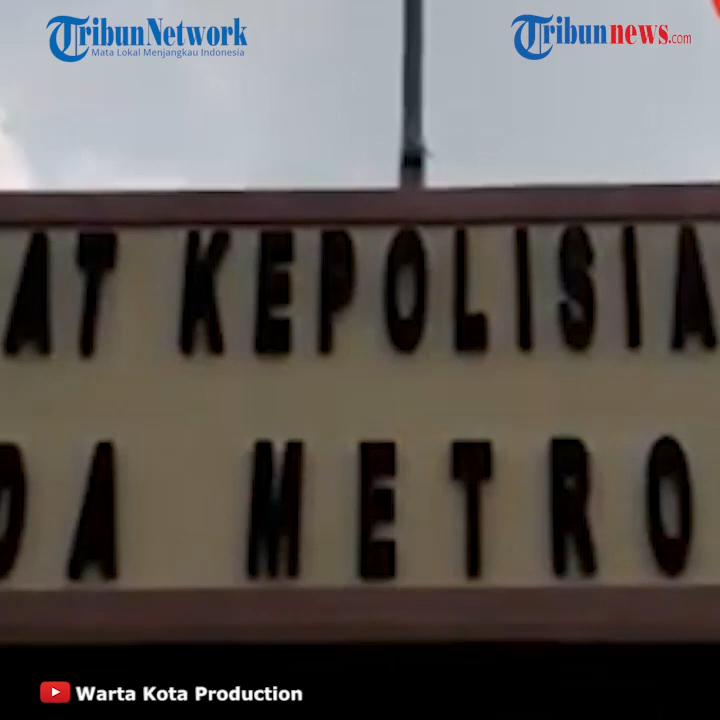 TribunNetwork
Mata Lokal Menjangkau Indonesia
Tribunnews.com
AT KEPOLISIA
DA METRO
Warta Kota Production